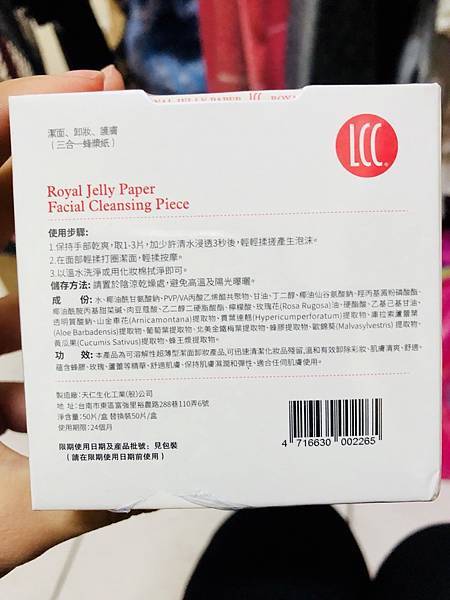 ROYAL JELLY PAPER LCC ROY
潔面、卸妝、護膚
(三合一蜂漿紙)
LCC
Royal Jelly Paper
Facial Cleansing Piece
使用步驟:
1.保持手部乾爽,取1-3片,加少許清水浸透3秒後,輕輕揉搓產生泡沫。
2.在面部輕輕打圈潔面,輕揉按摩。
3.以溫水洗淨或用化妝棉拭淨即可。
儲存方法: 請置於陰涼乾燥處,避免高溫及陽光曝曬。
成 份: 水、椰油酰甘氨酸鈉、PVP/VA丙酸乙烯酯共聚物、甘油、丁二醇、椰油仙谷氨酸鈉、羥丙基澱粉磷酸酯、
椰油酰胺丙基甜菜鹼、肉豆蔻酸、乙二醇二硬脂酸酯、檸檬酸、玫瑰花(Rosa Rugosa)油、硬脂酸、乙基己基甘油、
透明質酸鈉、山金車花(Arnicamontana)提取物、貫葉連翹(Hypericumperforatum)提取物、庫拉索蘆薈葉
(Aloe Barbadensis)提取物、葡萄葉提取物、北美金縷梅葉提取物、蜂膠提取物、歐錦葵(Malvasylvestris) 提取物、
黃瓜果(Cucumis Sativus)提取物、蜂王漿提取物。
功 效: 本產品為可溶解性超薄型潔面卸妝產品,可迅速清潔化妝品殘留,溫和有效卸除彩妝、肌膚清爽、舒適。
蘊含蜂膠、玫瑰、蘆薈等精華、舒適肌膚、保持肌膚濕潤和彈性、適合任何肌膚使用。
製造廠:天仁生化工業(股)公司
地 址:台南市東區富強里裕農路288巷110弄6號
淨含量:50片/盒 替換裝50片/盒
使用期限:24個月
限期使用日期及產品批號:見包裝
(請在限期使用日期前使用)
4 716630 002265